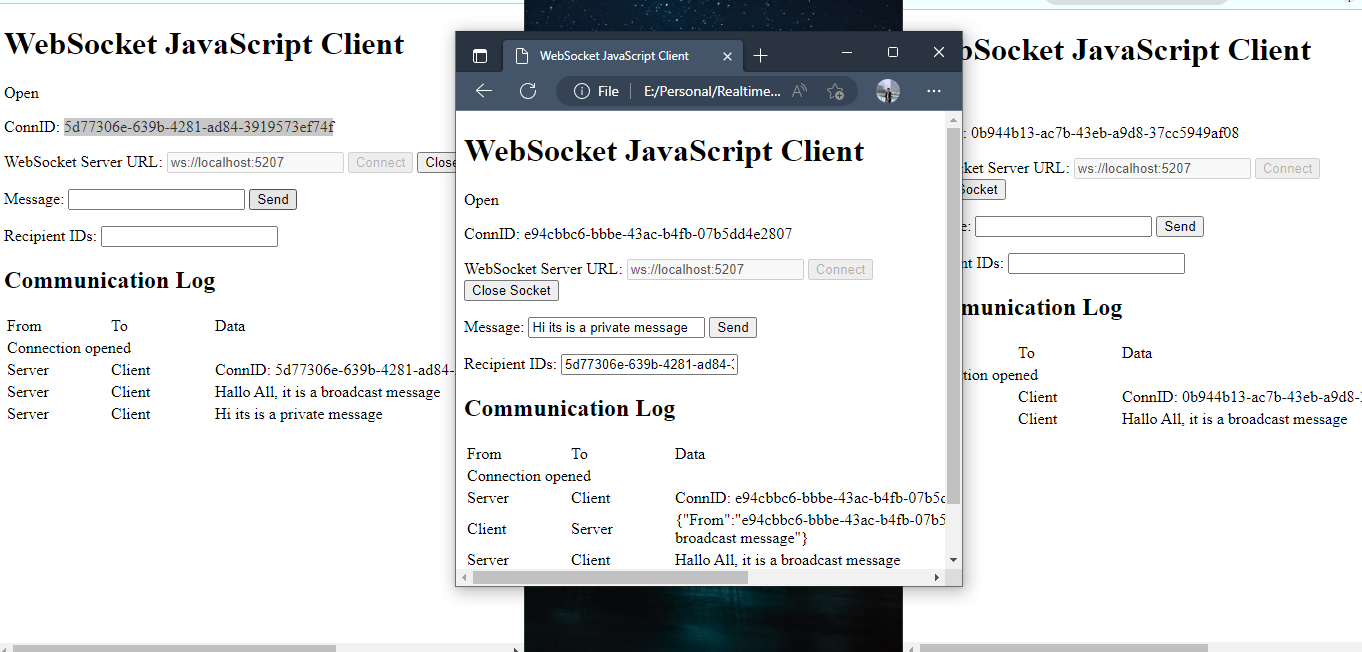 WebSocket JavaScript Client
Open
ConnID: 5d77306e-639b-4281-ad84-3919573ef74f
WebSocket Server URL: ws://localhost:5207 Connect Close
Message: Send
Recipient IDs:
Communication Log
From To Data
Connection opened
Server Client ConnID: 5d77306e-639b-4281-ad84-
Server Client Hallo All, it is a broadcast message
Server Client Hi its is a private message
WebSocket JavaScript Client
File E:/Personal/Realtime...
WebSocket JavaScript Client
Open
ConnID: e94cbbc6-bbbe-43ac-b4fb-07b5dd4e2807
WebSocket Server URL: ws://localhost:5207 Connect
Close Socket
Message: Hi its is a private message Send
Recipient IDs: 5d77306e-639b-4281-ad84-
Communication Log
From To Data
Connection opened
Server Client ConnID: e94cbbc6-bbbe-43ac-b4fb-07b5
Client Server {"From":"e94cbbc6-bbbe-43ac-b4fb-07b5
broadcast message"}
Server Client Hallo All, it is a broadcast message
Socket JavaScript Client
: 0b944b13-ac7b-43eb-a9d8-37cc5949af08
ket Server URL: ws://localhost:5207 Connect
Socket
e: Send
nt IDs:
munication Log
To Data
tion opened
Client ConnID: 0b944b13-ac7b-43eb-a9d8-
Client Hallo All, it is a broadcast message